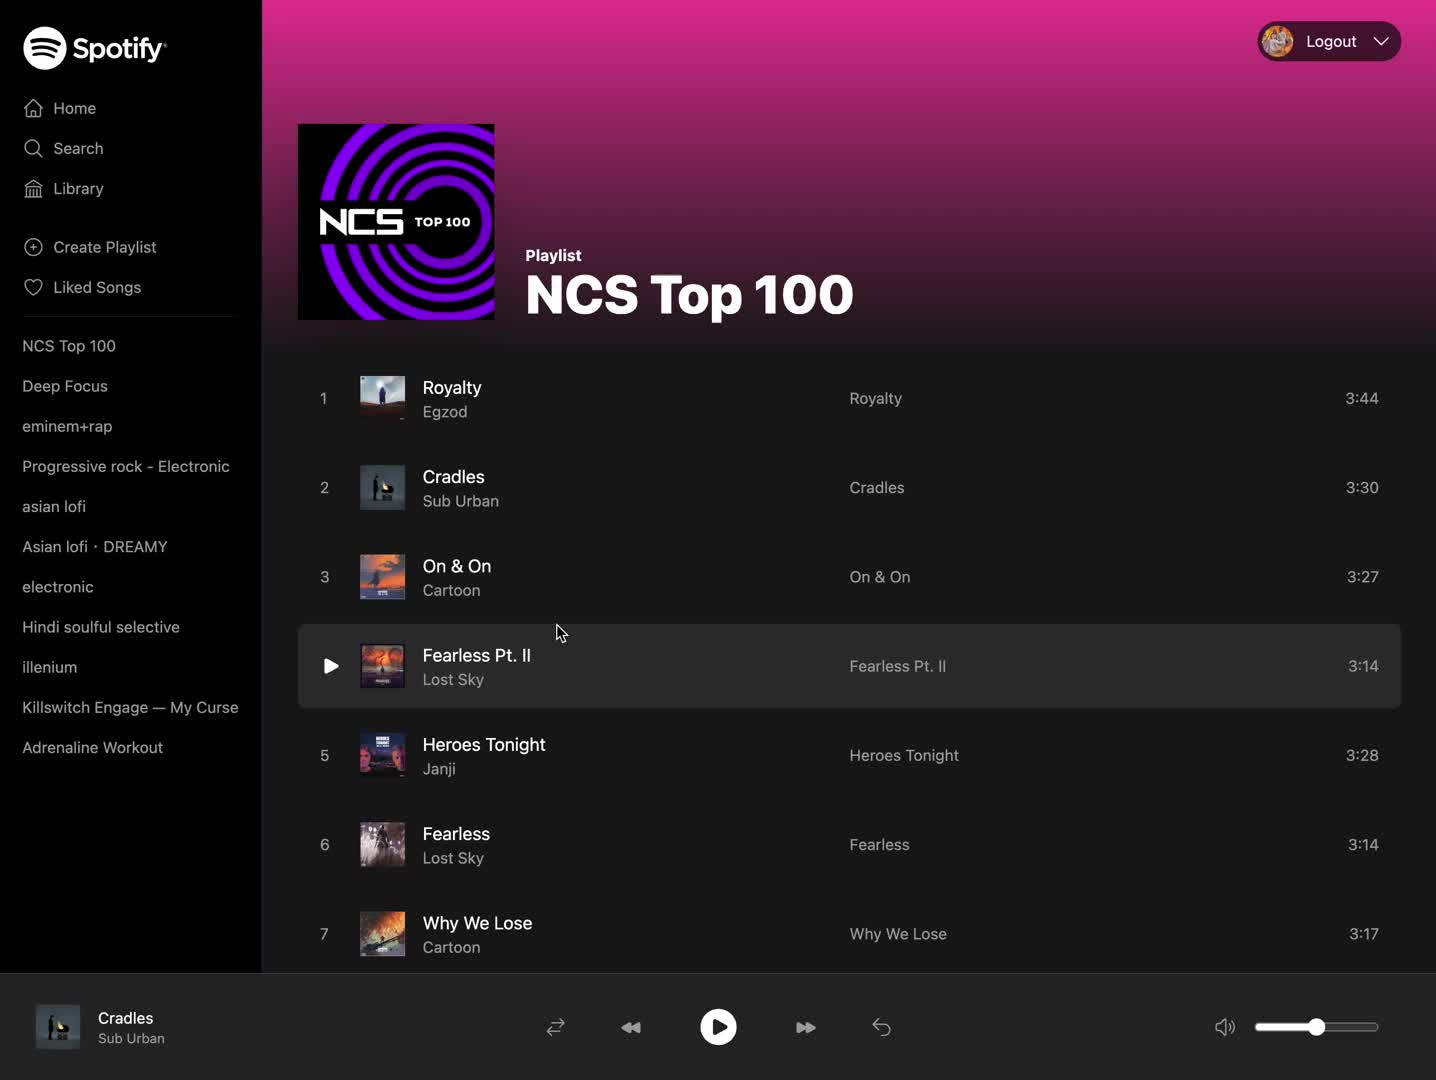 Spotify
Home
Search
Library
Create Playlist
Liked Songs
NCS Top 100
Deep Focus
eminem+rap
Progressive rock - Electronic
asian lofi
Asian lofi · DREAMY
electronic
Hindi soulful selective
illenium
Killswitch Engage — My Curse
Adrenaline Workout
Logout
NCS TOP 100
Playlist
NCS Top 100
1 Royalty Royalty 3:44
Egzod
2 Cradles Cradles 3:30
Sub Urban
3 On & On On & On 3:27
Cartoon
Fearless Pt. II Fearless Pt. II 3:14
Lost Sky
5 Heroes Tonight Heroes Tonight 3:28
Janji
6 Fearless Fearless 3:14
Lost Sky
7 Why We Lose Why We Lose 3:17
Cartoon
Cradles
Sub Urban